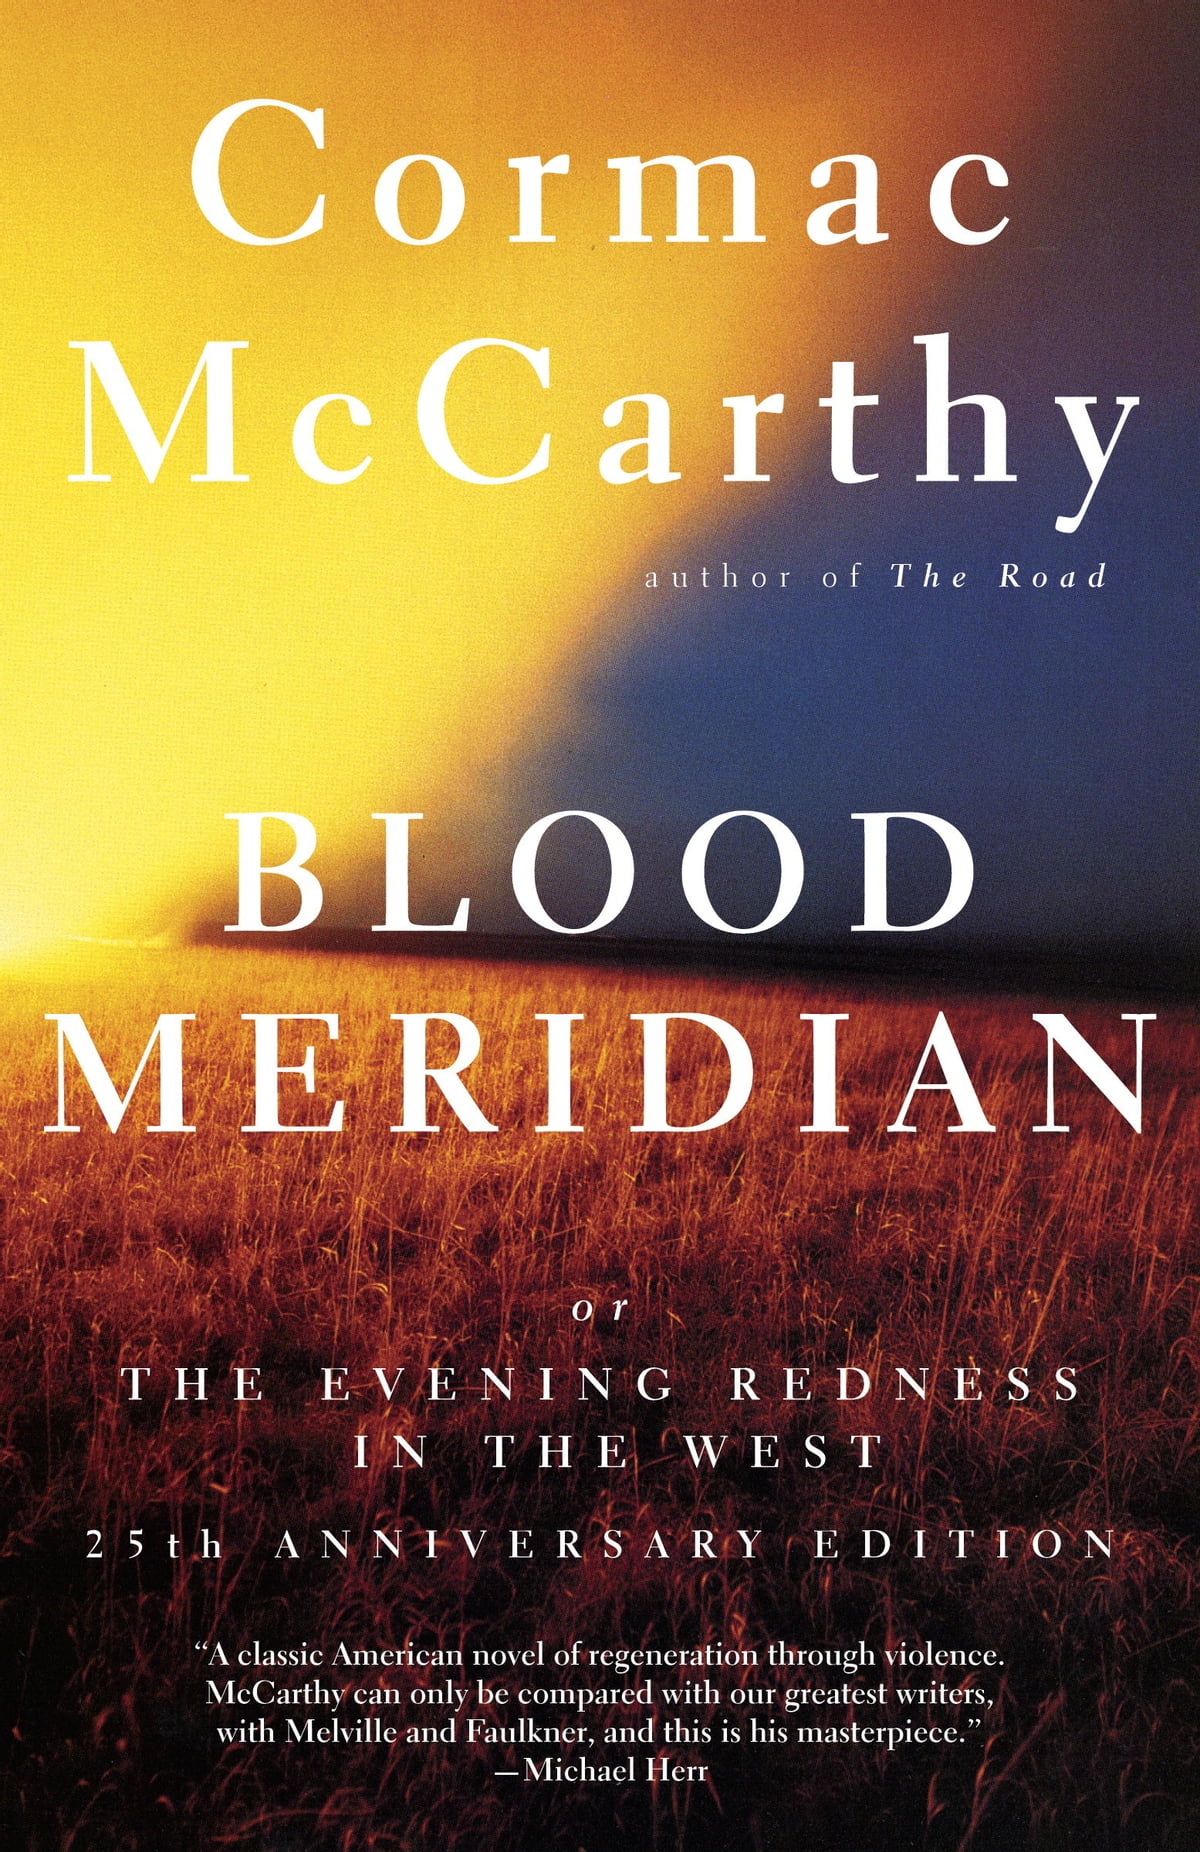 Cormac
McCarthy
author of The Road
BLOOD
MERIDIAN
or
THE EVENING REDNESS
IN THE WEST
25th ANNIVERSARY EDITION
“A classic American novel of regeneration through violence.
McCarthy can only be compared with our greatest writers,
with Melville and Faulkner, and this is his masterpiece.”
—Michael Herr